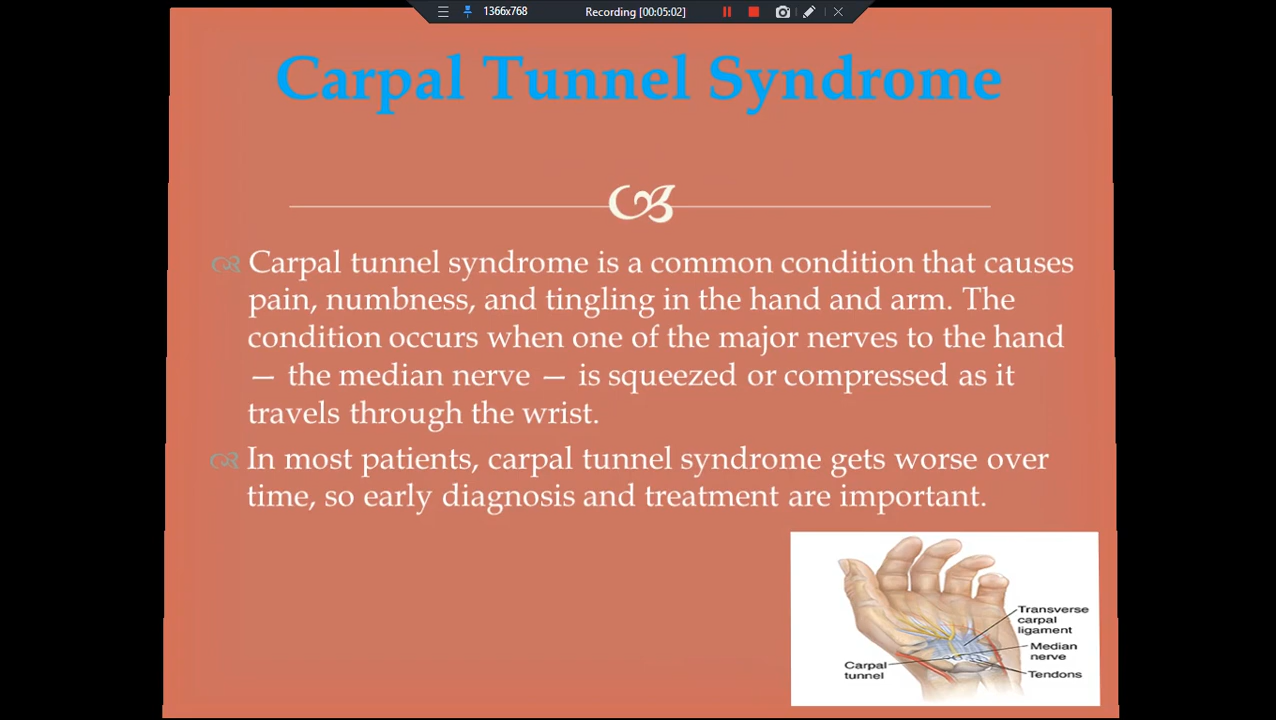 1366x768
Recording [00:05:02]
Carpal Tunnel Syndrome
Carpal tunnel syndrome is a common condition that causes
pain, numbness, and tingling in the hand and arm. The
condition occurs when one of the major nerves to the hand
— the median nerve — is squeezed or compressed as it
travels through the wrist.
In most patients, carpal tunnel syndrome gets worse over
time, so early diagnosis and treatment are important.
Transverse
carpal
ligament
Median
nerve
Carpal
tunnel
Tendons